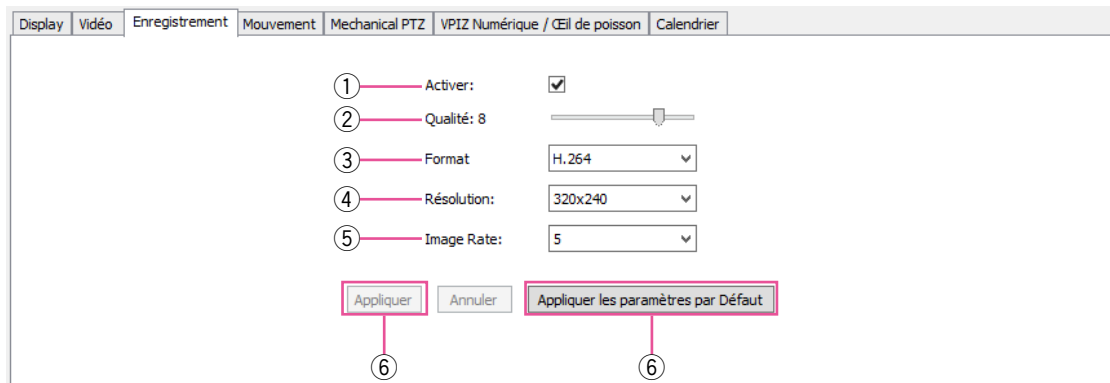 Display Vidéo Enregistrement Mouvement Mechanical PTZ VPIZ Numérique / Œil de poisson Calendrier
① Activer:
② Qualité: 8
③ Format H.264
④ Résolution: 320x240
⑤ Image Rate: 5
Appliquer Annuler Appliquer les paramètres par Défaut
⑥ ⑥